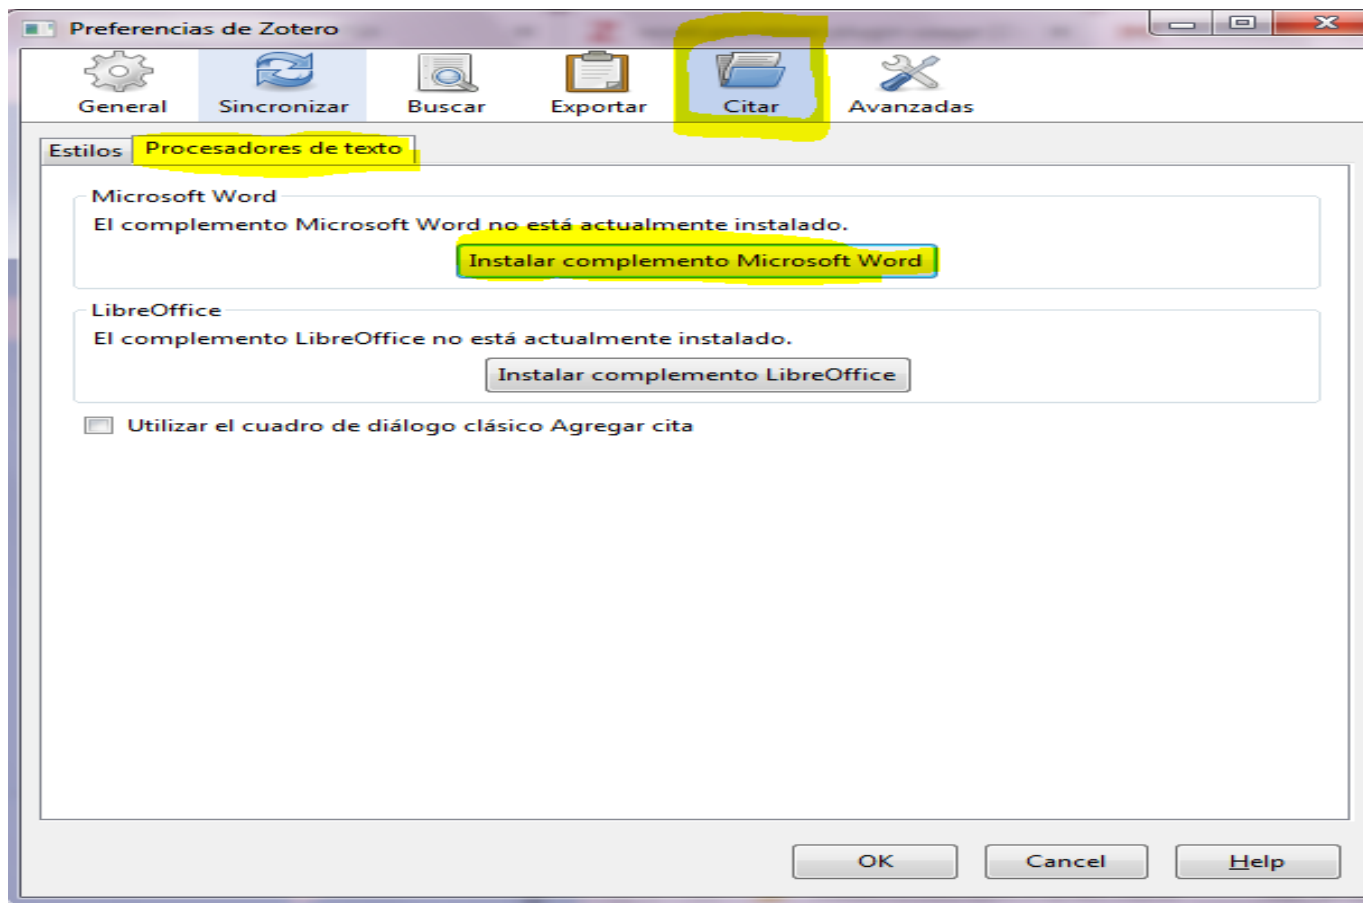 Preferencias de Zotero
General Sincronizar Buscar Exportar Citar Avanzadas
Estilos Procesadores de texto
Microsoft Word
El complemento Microsoft Word no está actualmente instalado.
Instalar complemento Microsoft Word
LibreOffice
El complemento LibreOffice no está actualmente instalado.
Instalar complemento LibreOffice
Utilizar el cuadro de diálogo clásico Agregar cita
OK Cancel Help